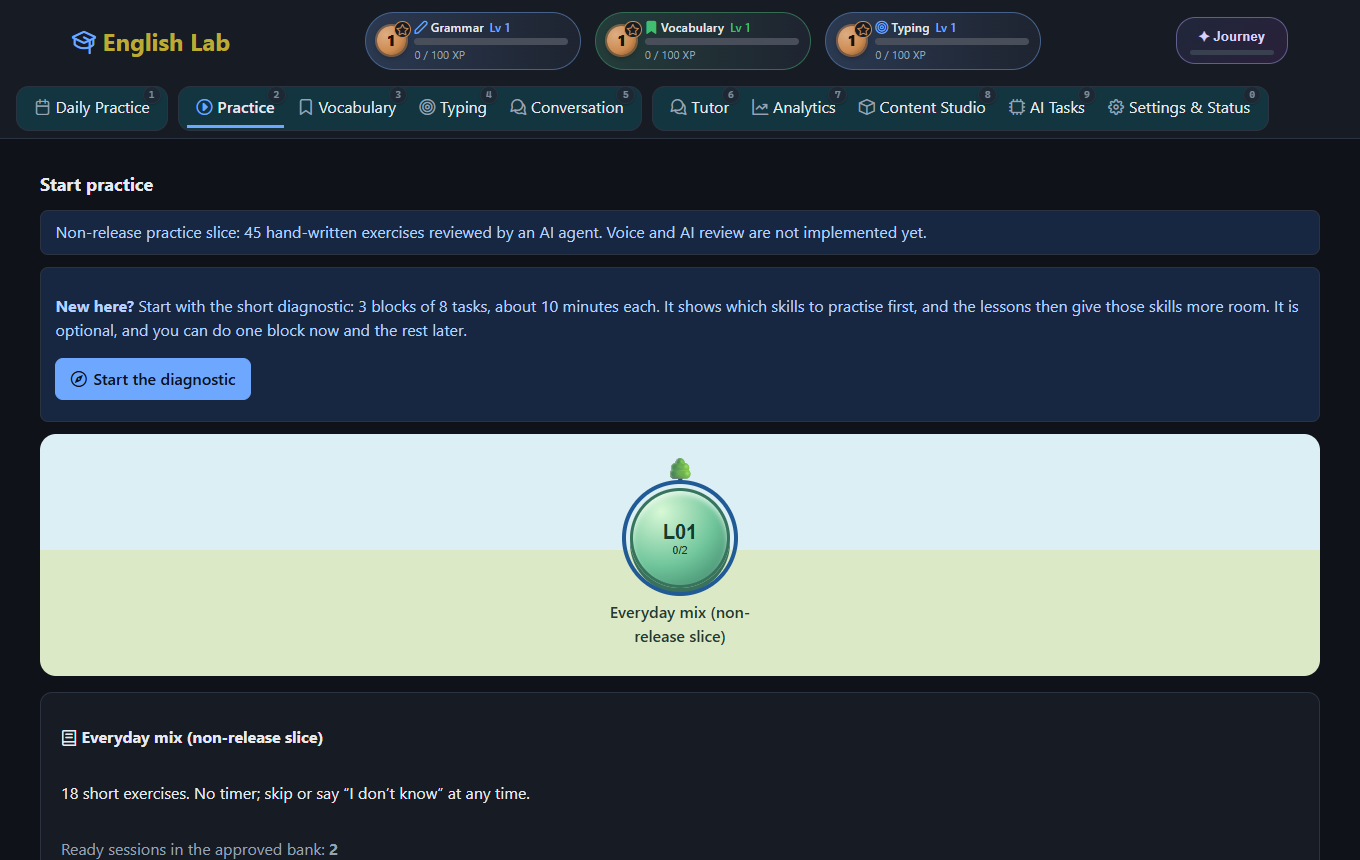 English Lab
1 Grammar Lv 1
0 / 100 XP
1 Vocabulary Lv 1
0 / 100 XP
1 Typing Lv 1
0 / 100 XP
✦ Journey
Daily Practice 1
Practice 2
Vocabulary 3
Typing 4
Conversation 5
Tutor 6
Analytics 7
Content Studio 8
AI Tasks 9
Settings & Status 0
Start practice
Non-release practice slice: 45 hand-written exercises reviewed by an AI agent. Voice and AI review are not implemented yet.
New here? Start with the short diagnostic: 3 blocks of 8 tasks, about 10 minutes each. It shows which skills to practise first, and the lessons then give those skills more room. It is
optional, and you can do one block now and the rest later.
Start the diagnostic
L01
0/2
Everyday mix (non-
release slice)
Everyday mix (non-release slice)
18 short exercises. No timer; skip or say “I don’t know” at any time.
Ready sessions in the approved bank: 2